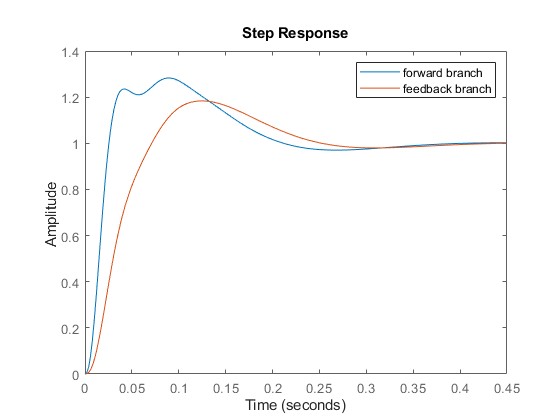 Step Response
1.4
forward branch
feedback branch
1.2
1
0.8
0.6
0.4
0.2
0
Amplitude
0 0.05 0.1 0.15 0.2 0.25 0.3 0.35 0.4 0.45
Time (seconds)